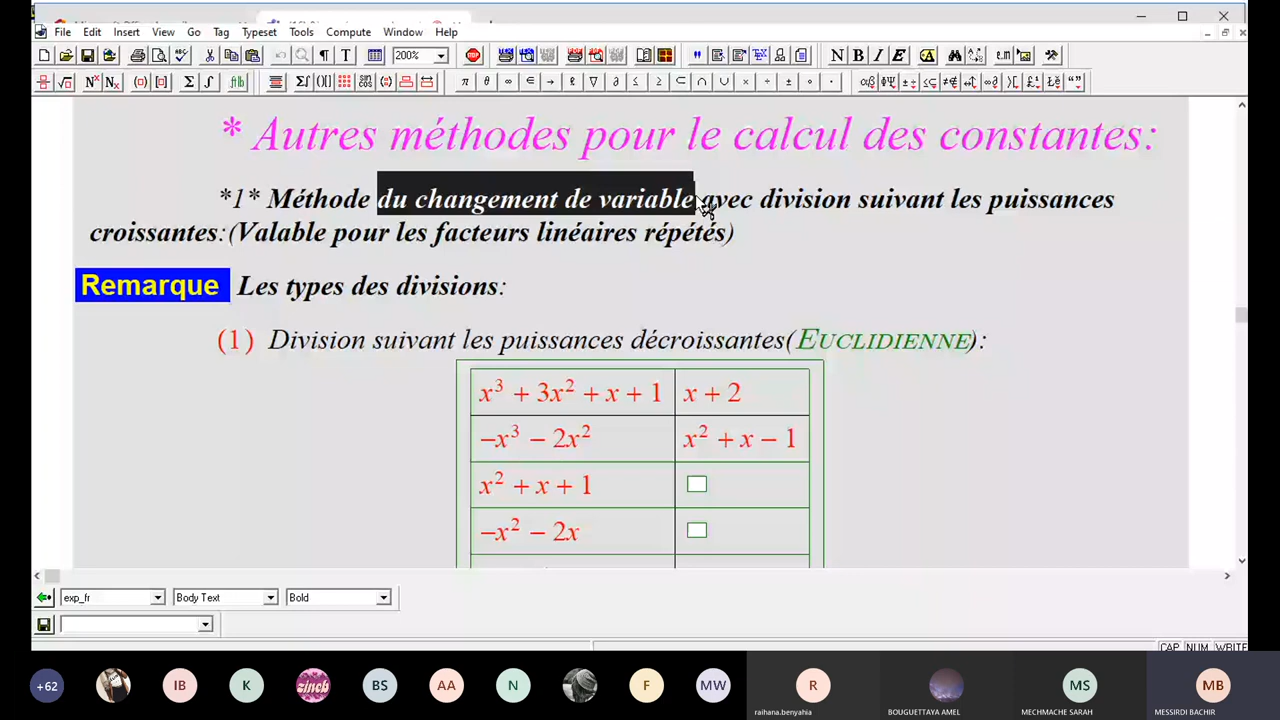 File Edit Insert View Go Tag Typeset Tools Compute Window Help
200%
* Autres méthodes pour le calcul des constantes:
*1* Méthode du changement de variable avec division suivant les puissances
croissantes:(Valable pour les facteurs linéaires répétés)
Remarque Les types des divisions:
(1) Division suivant les puissances décroissantes(EUCLIDIENNE):
x³ + 3x² + x + 1 x + 2
−x³ − 2x² x² + x − 1
x² + x + 1
−x² − 2x
exp_fr Body Text Bold
CAP NUM WRITE
+62 IB K zineb BS AA N F MW R MS MB
raihana.benyahia BOUGUETTAYA AMEL MECHMACHE SARAH MESSIRDI BACHIR